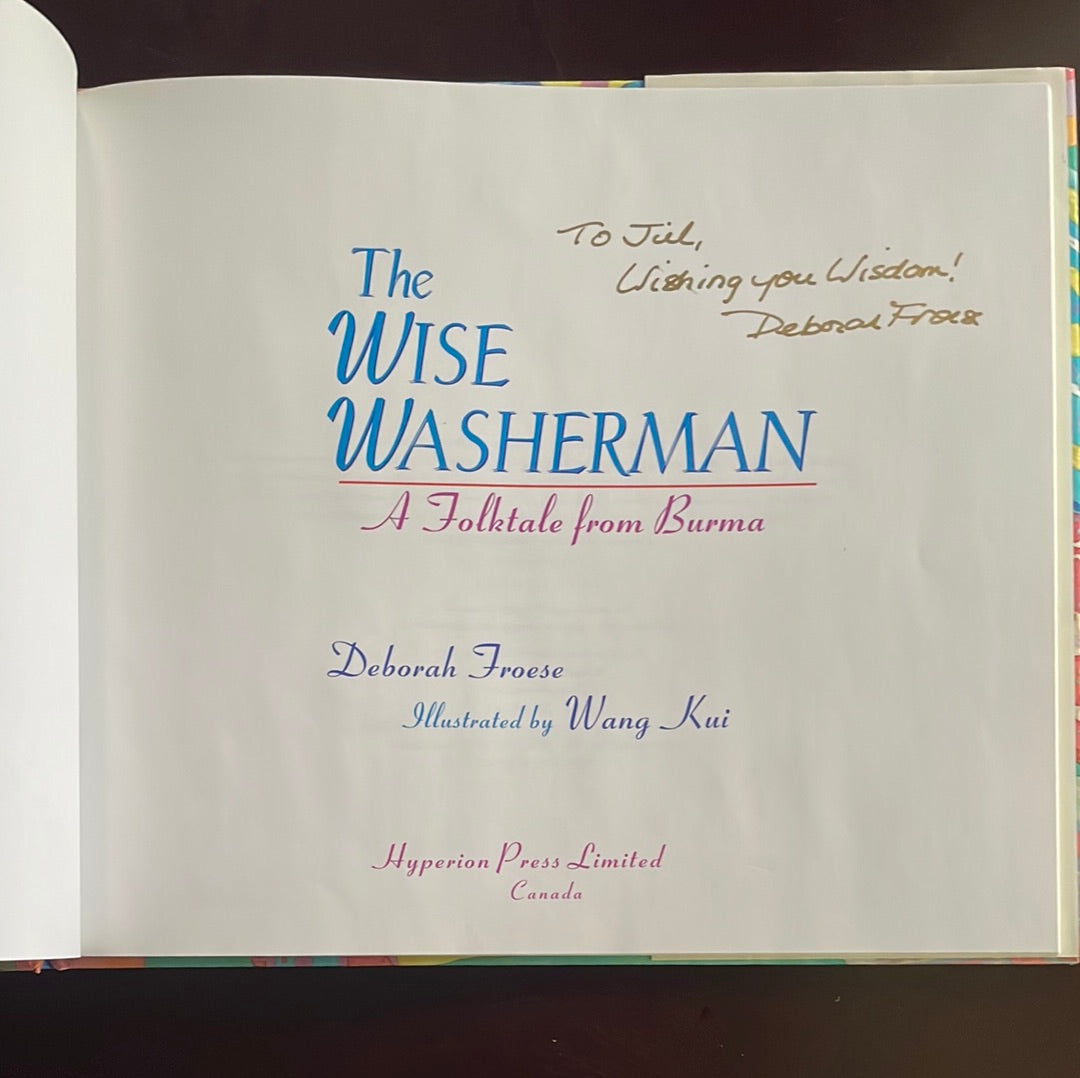 To Jill,
Wishing you Wisdom!
Deborah Froese
The
WISE
WASHERMAN
A Folktale from Burma
Deborah Froese
Illustrated by Wang Kui
Hyperion Press Limited
Canada